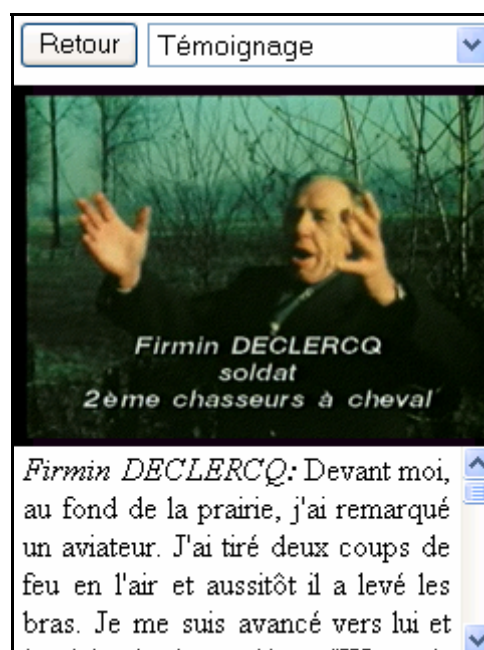 Retour Témoignage
Firmin DECLERCQ
soldat
2ème chasseurs à cheval
Firmin DECLERCQ: Devant moi,
au fond de la prairie, j'ai remarqué
un aviateur. J'ai tiré deux coups de
feu en l'air et aussitôt il a levé les
bras. Je me suis avancé vers lui et